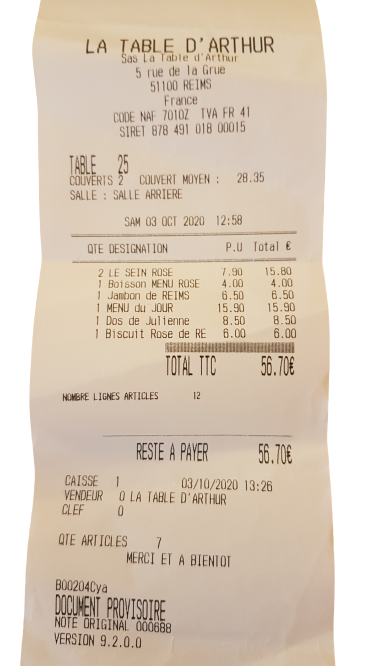 LA TABLE D'ARTHUR
Sas La Table d'Arthur
5 rue de la Grue
51100 REIMS
France
CODE NAF 7010Z TVA FR 41
SIRET 878 491 018 00015
TABLE 25
COUVERTS 2 COUVERT MOYEN : 28.35
SALLE : SALLE ARRIERE
SAM 03 OCT 2020 12:58
QTE DESIGNATION P.U Total €
2 LE SEIN ROSE 7.90 15.80
1 Boisson MENU ROSE 4.00 4.00
1 Jambon de REIMS 6.50 6.50
1 MENU du JOUR 15.90 15.90
1 Dos de Julienne 8.50 8.50
1 Biscuit Rose de RE 6.00 6.00
TOTAL TTC 56.70€
NOMBRE LIGNES ARTICLES 12
RESTE A PAYER 56.70€
CAISSE 1 03/10/2020 13:26
VENDEUR 0 LA TABLE D'ARTHUR
CLEF 0
QTE ARTICLES 7
MERCI ET A BIENTOT
B00204Cya
DOCUMENT PROVISOIRE
NOTE ORIGINAL 000688
VERSION 9.2.0.0